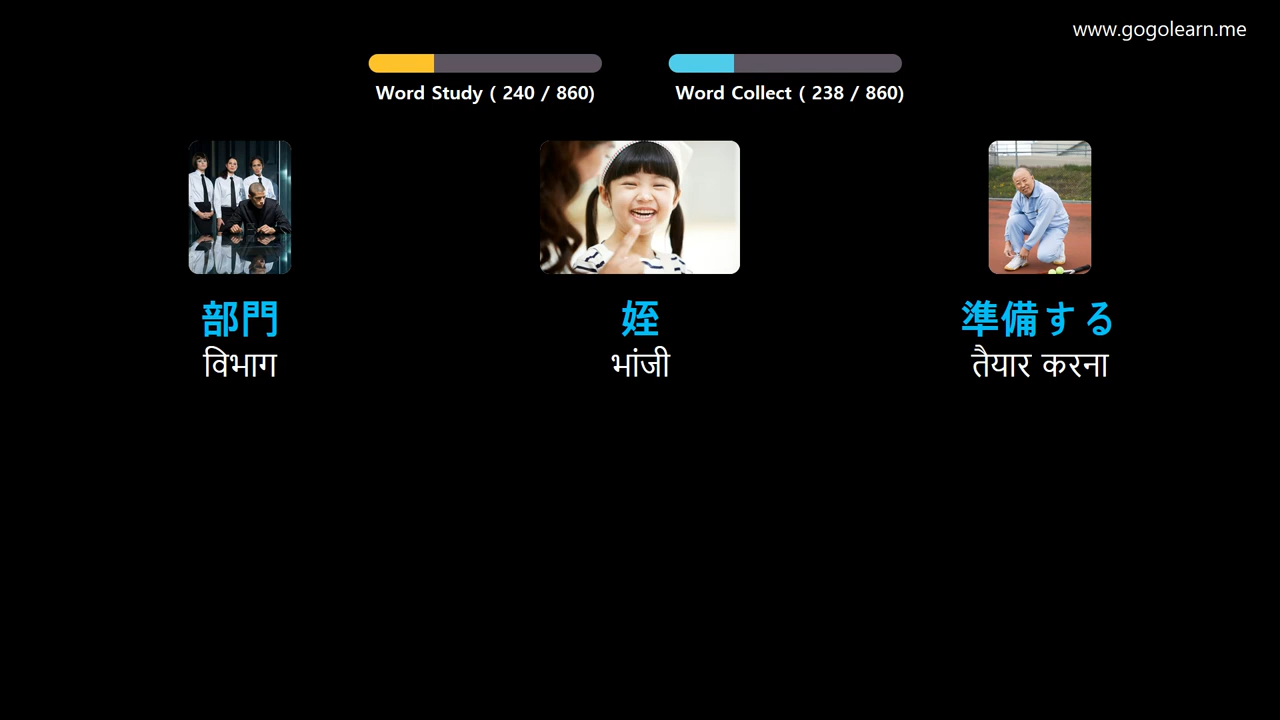 www.gogolearn.me
Word Study ( 240 / 860)
Word Collect ( 238 / 860)
部門
विभाग
姪
भांजी
準備する
तैयार करना